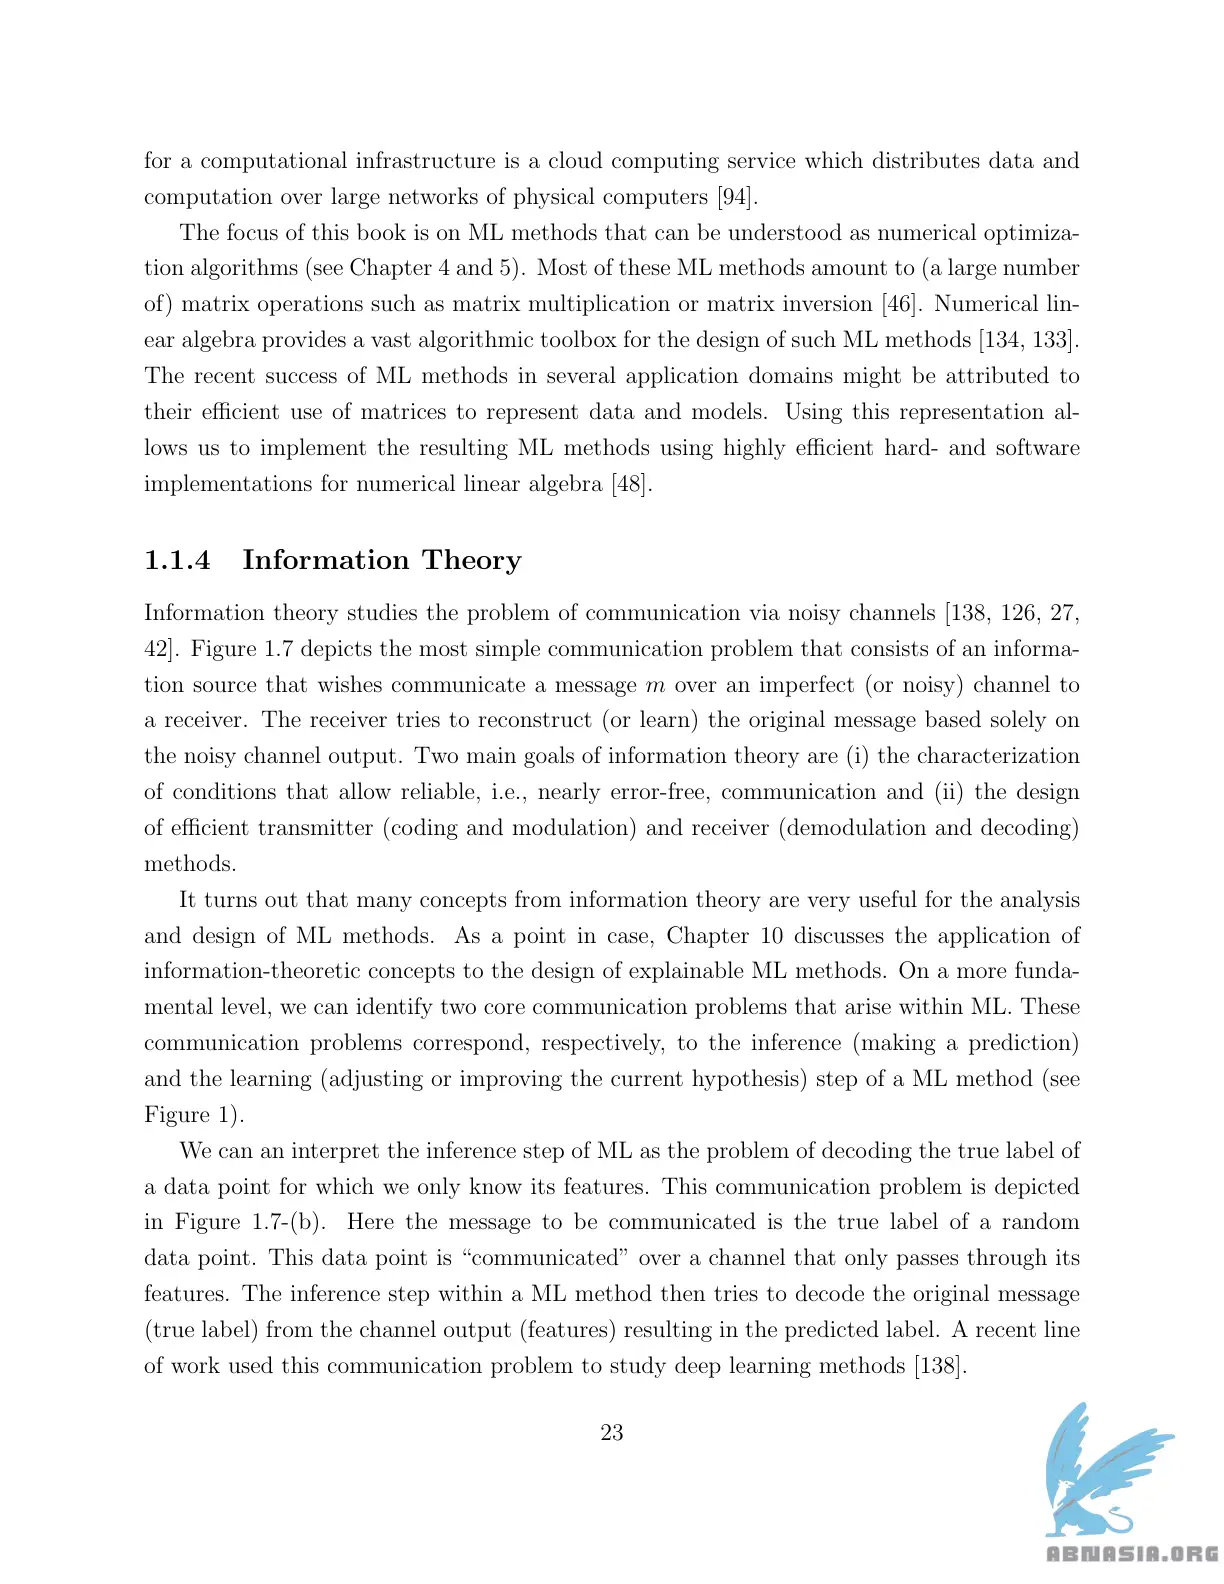 for a computational infrastructure is a cloud computing service which distributes data and
computation over large networks of physical computers [94].
The focus of this book is on ML methods that can be understood as numerical optimiza-
tion algorithms (see Chapter 4 and 5). Most of these ML methods amount to (a large number
of) matrix operations such as matrix multiplication or matrix inversion [46]. Numerical lin-
ear algebra provides a vast algorithmic toolbox for the design of such ML methods [134, 133].
The recent success of ML methods in several application domains might be attributed to
their efficient use of matrices to represent data and models. Using this representation al-
lows us to implement the resulting ML methods using highly efficient hard- and software
implementations for numerical linear algebra [48].
1.1.4 Information Theory
Information theory studies the problem of communication via noisy channels [138, 126, 27,
42]. Figure 1.7 depicts the most simple communication problem that consists of an informa-
tion source that wishes communicate a message m over an imperfect (or noisy) channel to
a receiver. The receiver tries to reconstruct (or learn) the original message based solely on
the noisy channel output. Two main goals of information theory are (i) the characterization
of conditions that allow reliable, i.e., nearly error-free, communication and (ii) the design
of efficient transmitter (coding and modulation) and receiver (demodulation and decoding)
methods.
It turns out that many concepts from information theory are very useful for the analysis
and design of ML methods. As a point in case, Chapter 10 discusses the application of
information-theoretic concepts to the design of explainable ML methods. On a more funda-
mental level, we can identify two core communication problems that arise within ML. These
communication problems correspond, respectively, to the inference (making a prediction)
and the learning (adjusting or improving the current hypothesis) step of a ML method (see
Figure 1).
We can an interpret the inference step of ML as the problem of decoding the true label of
a data point for which we only know its features. This communication problem is depicted
in Figure 1.7-(b). Here the message to be communicated is the true label of a random
data point. This data point is “communicated” over a channel that only passes through its
features. The inference step within a ML method then tries to decode the original message
(true label) from the channel output (features) resulting in the predicted label. A recent line
of work used this communication problem to study deep learning methods [138].
23
ABNASIA.ORG